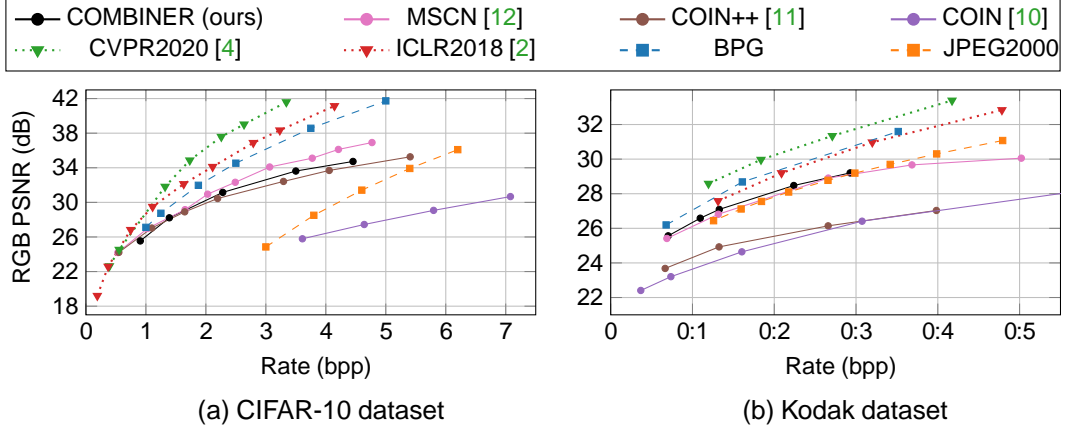 COMBINER (ours) MSCN [12] COIN++ [11] COIN [10]
CVPR2020 [4] ICLR2018 [2] BPG JPEG2000
RGB PSNR (dB)
42
38
34
30
26
22
18
0 1 2 3 4 5 6 7
Rate (bpp)
(a) CIFAR-10 dataset
32
30
28
26
24
22
0 0:1 0:2 0:3 0:4 0:5
Rate (bpp)
(b) Kodak dataset